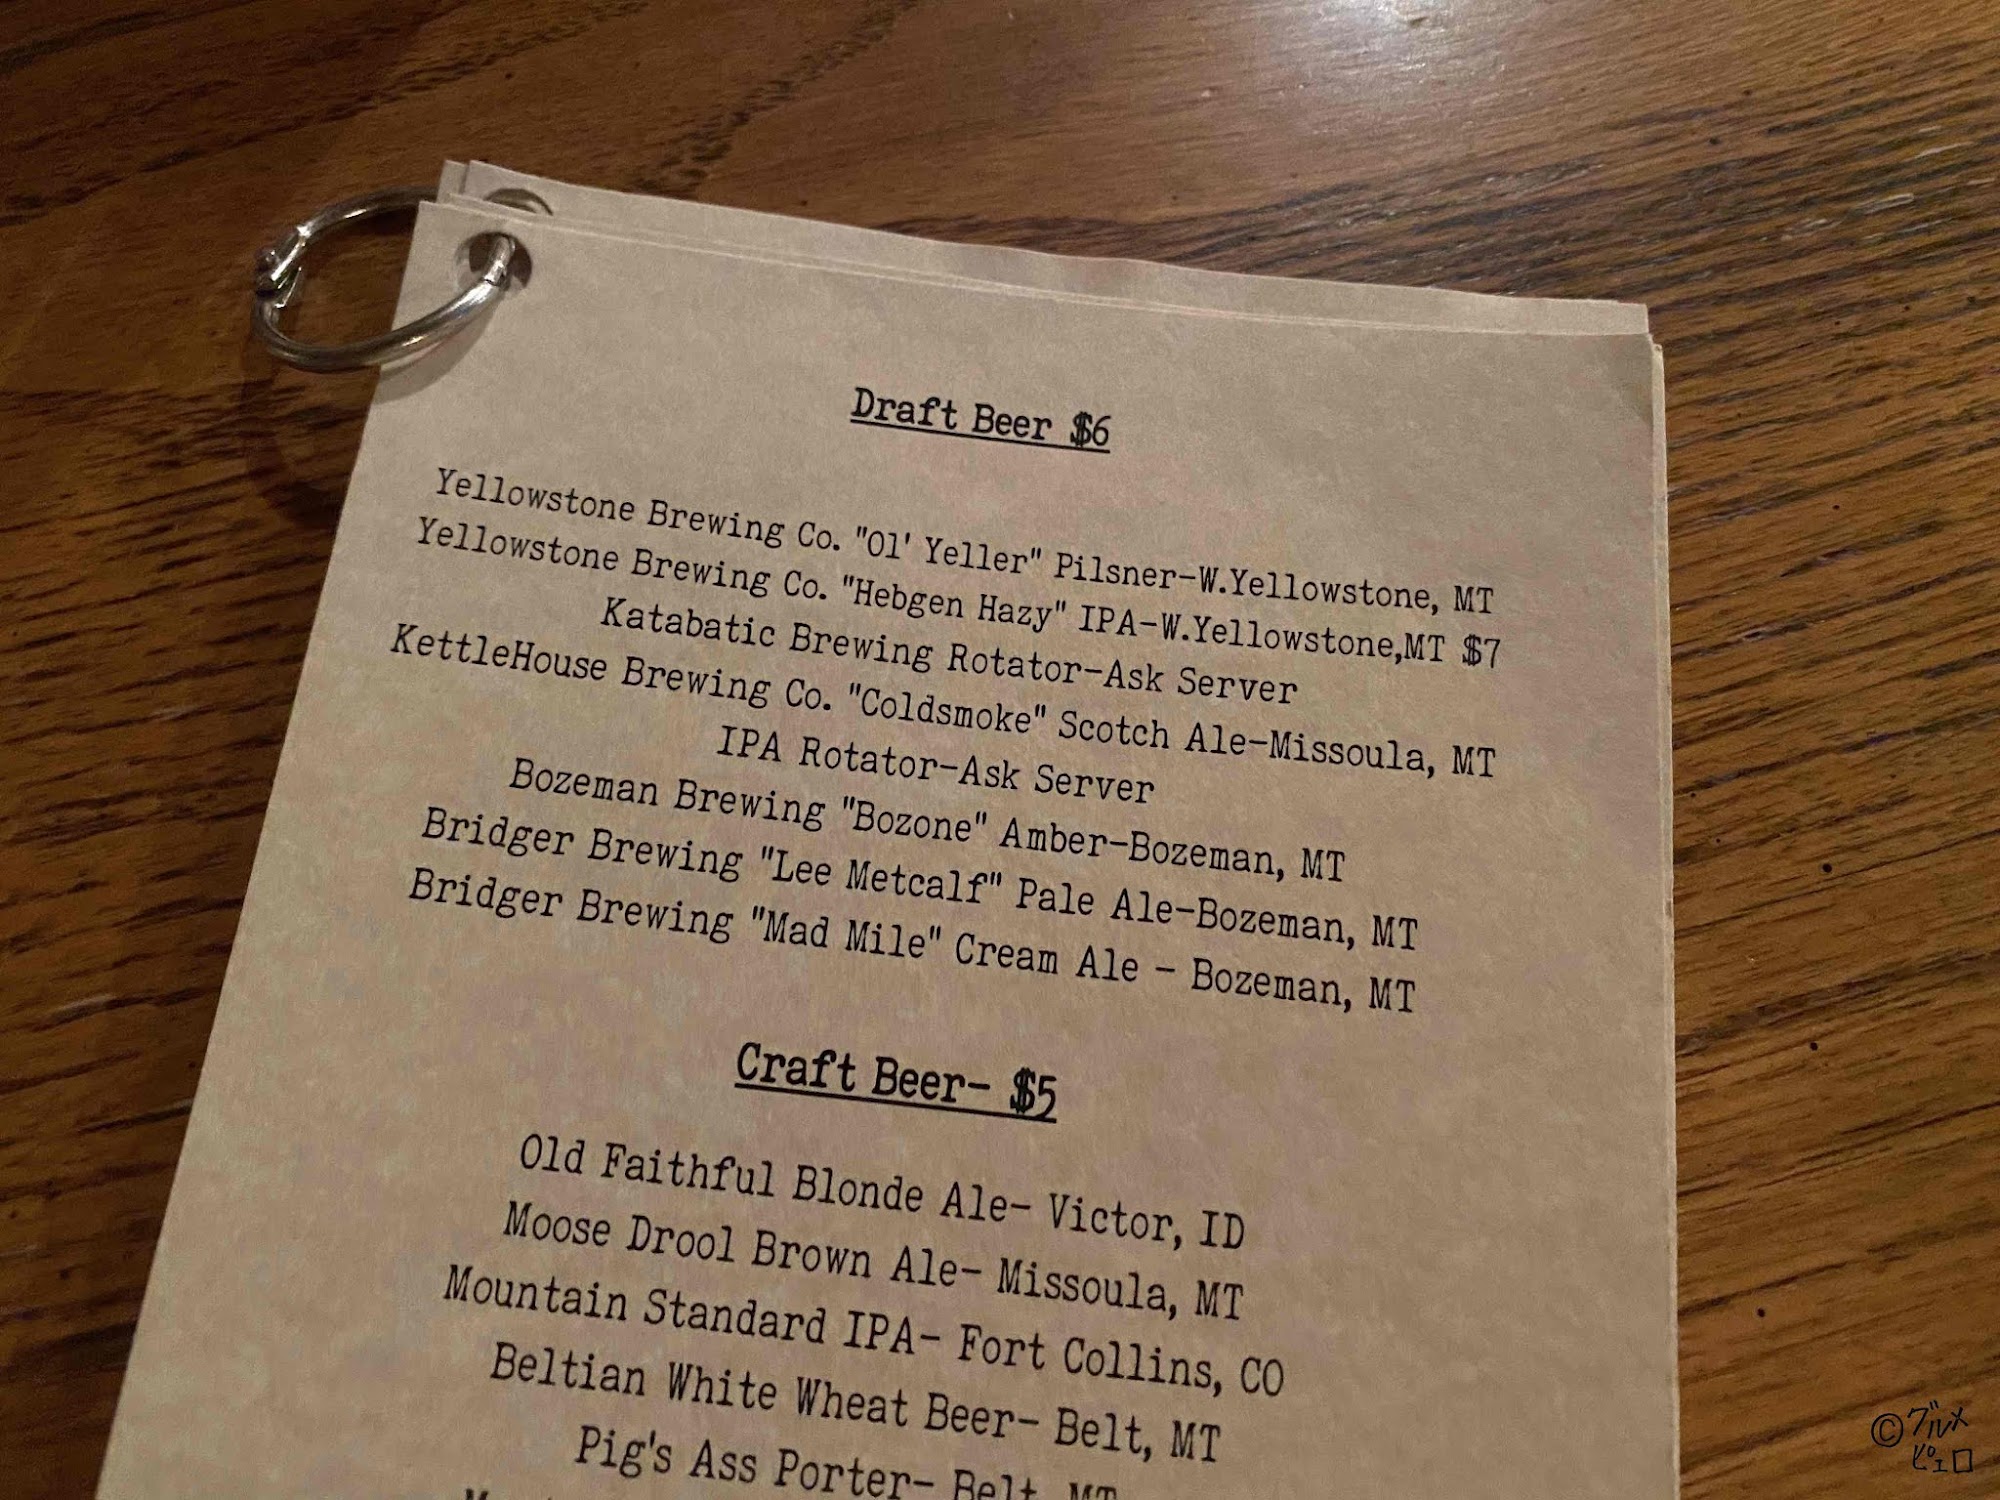 Draft Beer $6
Yellowstone Brewing Co. "Ol' Yeller" Pilsner-W.Yellowstone, MT
Yellowstone Brewing Co. "Hebgen Hazy" IPA-W.Yellowstone,MT $7
Katabatic Brewing Rotator-Ask Server
KettleHouse Brewing Co. "Coldsmoke" Scotch Ale-Missoula, MT
IPA Rotator-Ask Server
Bozeman Brewing "Bozone" Amber-Bozeman, MT
Bridger Brewing "Lee Metcalf" Pale Ale-Bozeman, MT
Bridger Brewing "Mad Mile" Cream Ale - Bozeman, MT
Craft Beer- $5
Old Faithful Blonde Ale- Victor, ID
Moose Drool Brown Ale- Missoula, MT
Mountain Standard IPA- Fort Collins, CO
Beltian White Wheat Beer- Belt, MT
Pig's Ass Porter- Belt, MT
©グルメ
ピエロ